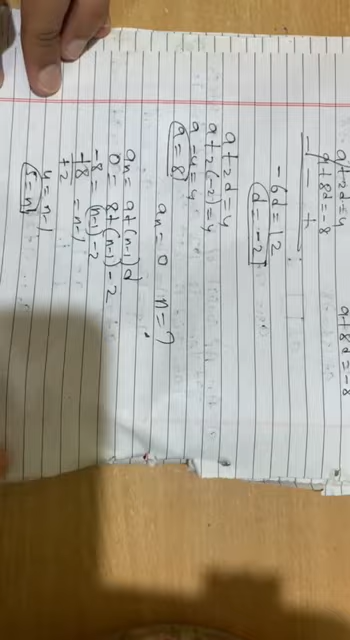 a+2d=4
a+8d=-8
a+8d=-8
- - +
-6d=12
d=-2
a+2d=4
a+2(-2)=4
a-4=4
a=8
an=0 n=?
an=a+(n-1)d
0=8+(n-1)-2
-8=(n-1)-2
+8/+2=n-1
4=n-1
5=n